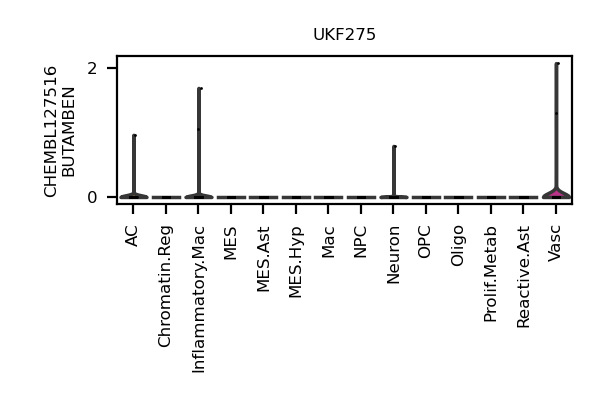 UKF275
CHEMBL127516
BUTAMBEN
2
0
AC
Chromatin.Reg
Inflammatory.Mac
MES
MES.Ast
MES.Hyp
Mac
NPC
Neuron
OPC
Oligo
Prolif.Metab
Reactive.Ast
Vasc